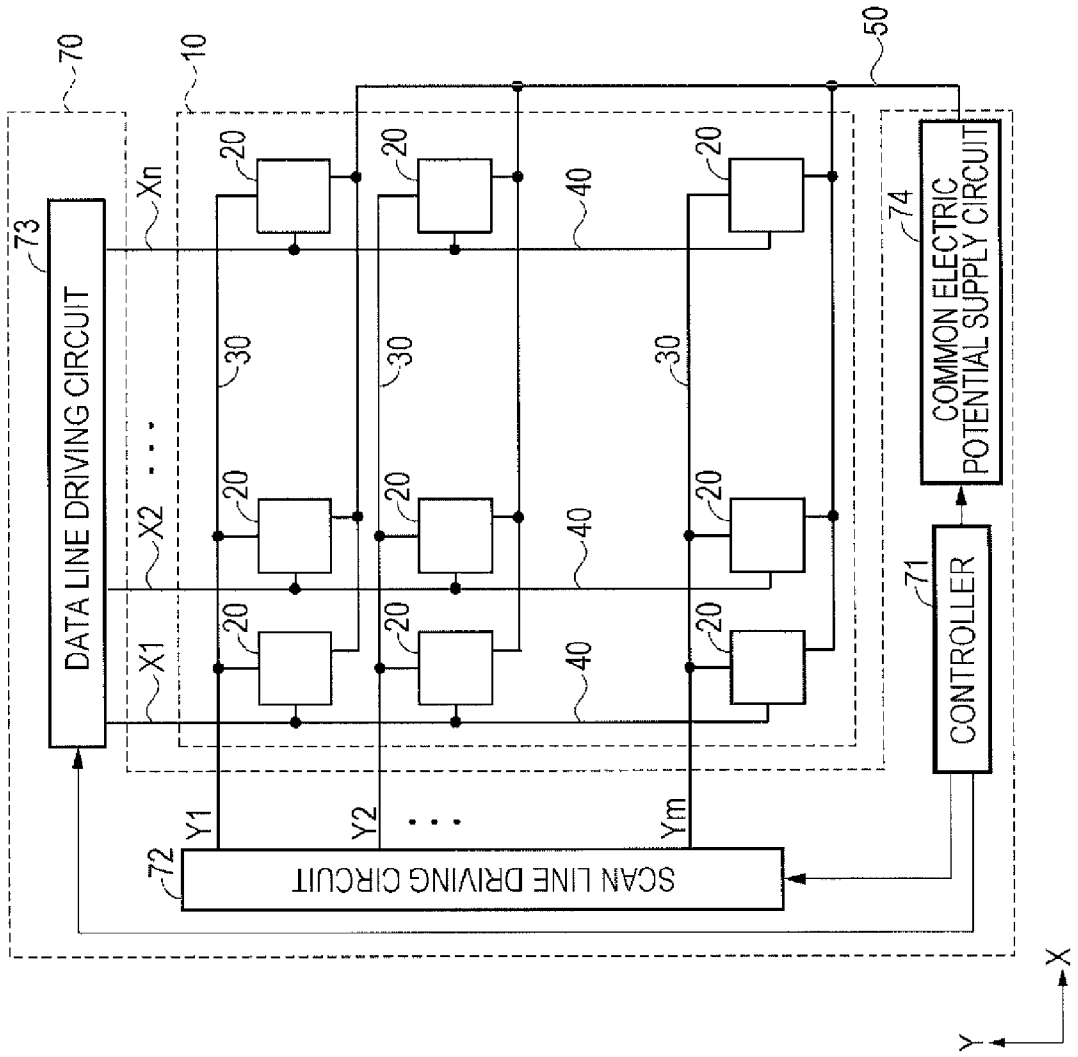 70
10
73
DATA LINE DRIVING CIRCUIT
X1
X2
. . .
Xn
20
20
20
30
Y1
72
SCAN LINE DRIVING CIRCUIT
20
20
20
30
Y2
. . .
40
40
40
20
20
20
30
Ym
50
71
CONTROLLER
74
COMMON ELECTRIC
POTENTIAL SUPPLY CIRCUIT
Y
X